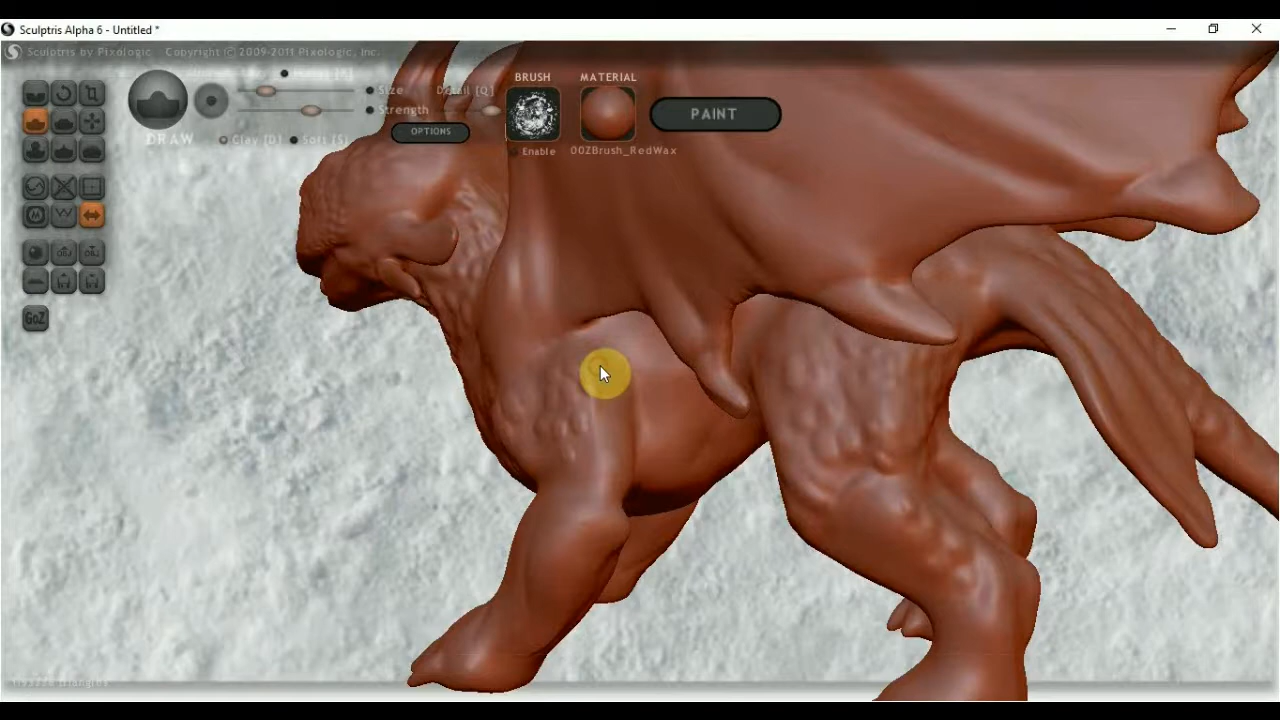 Sculptris Alpha 6 - Untitled *
Sculptris by Pixologic Copyright © 2009-2011 Pixologic, Inc.
BRUSH MATERIAL
Size Detail [Q]
Strength
PAINT
OPTIONS
DRAW Clay [D] Soft [S]
Enable 00ZBrush_RedWax
GoZ